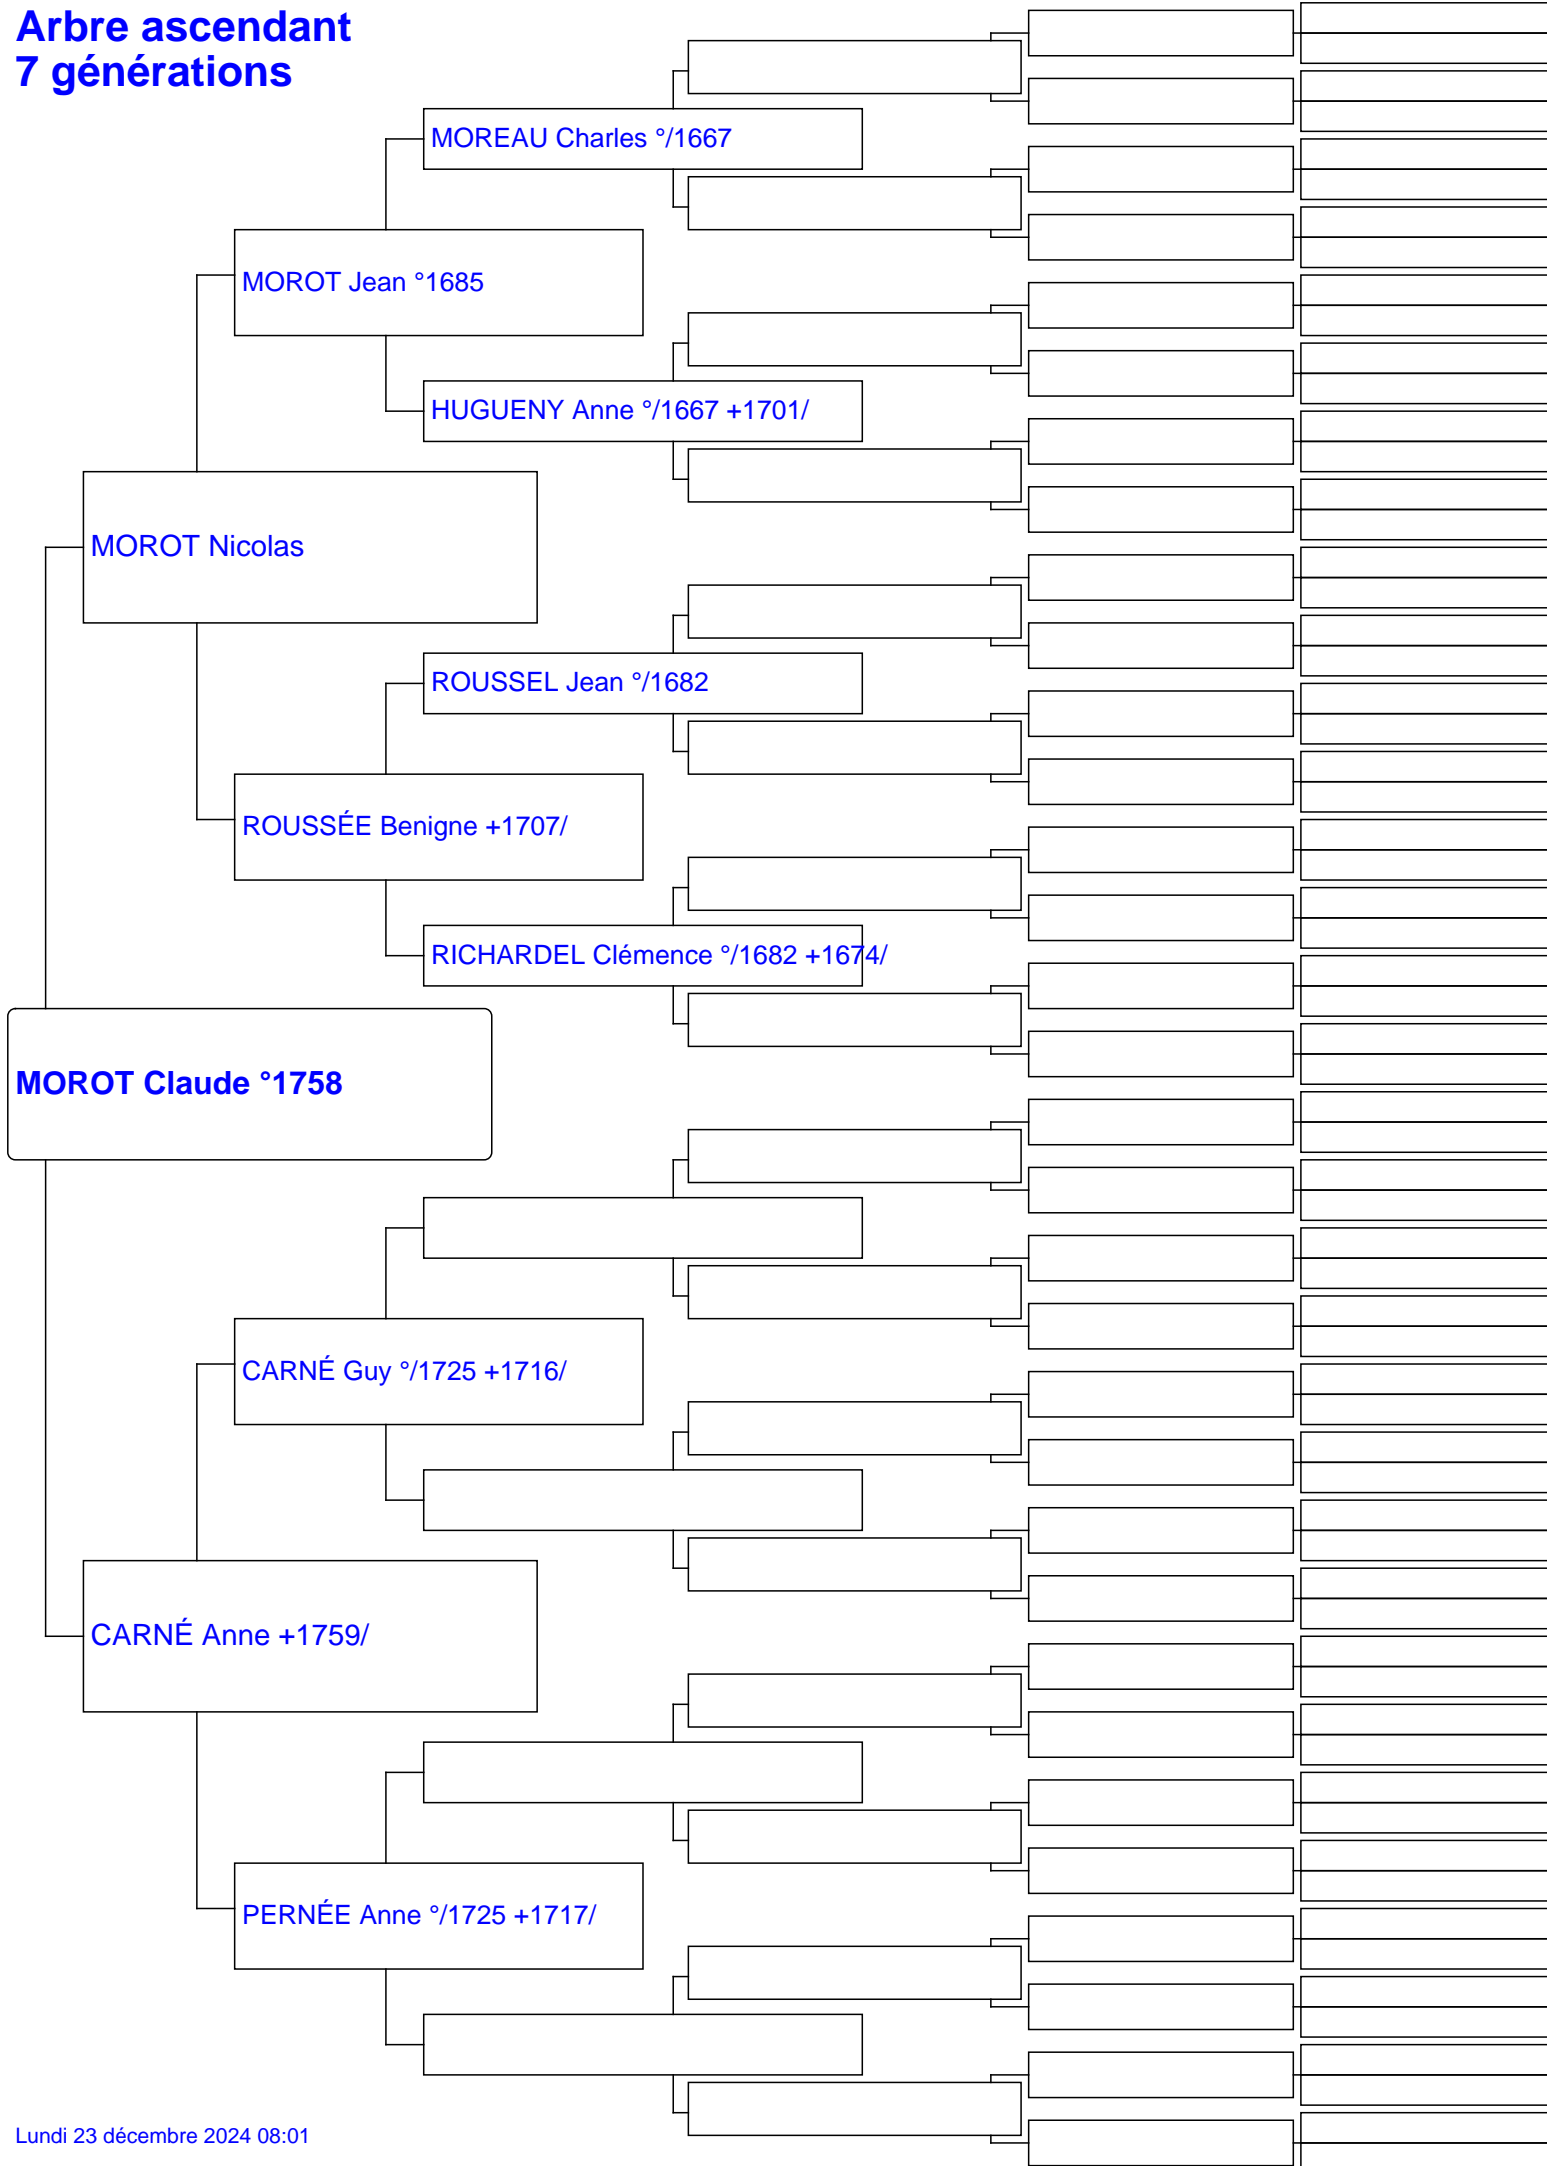 Arbre ascendant
7 générations
MOREAU Charles °/1667
MOROT Jean °1685
HUGUENY Anne °/1667 +1701/
MOROT Nicolas
ROUSSEL Jean °/1682
ROUSSÉE Benigne +1707/
RICHARDEL Clémence °/1682 +1674/
MOROT Claude °1758
CARNÉ Guy °/1725 +1716/
CARNÉ Anne +1759/
PERNÉE Anne °/1725 +1717/
Lundi 23 décembre 2024 08:01